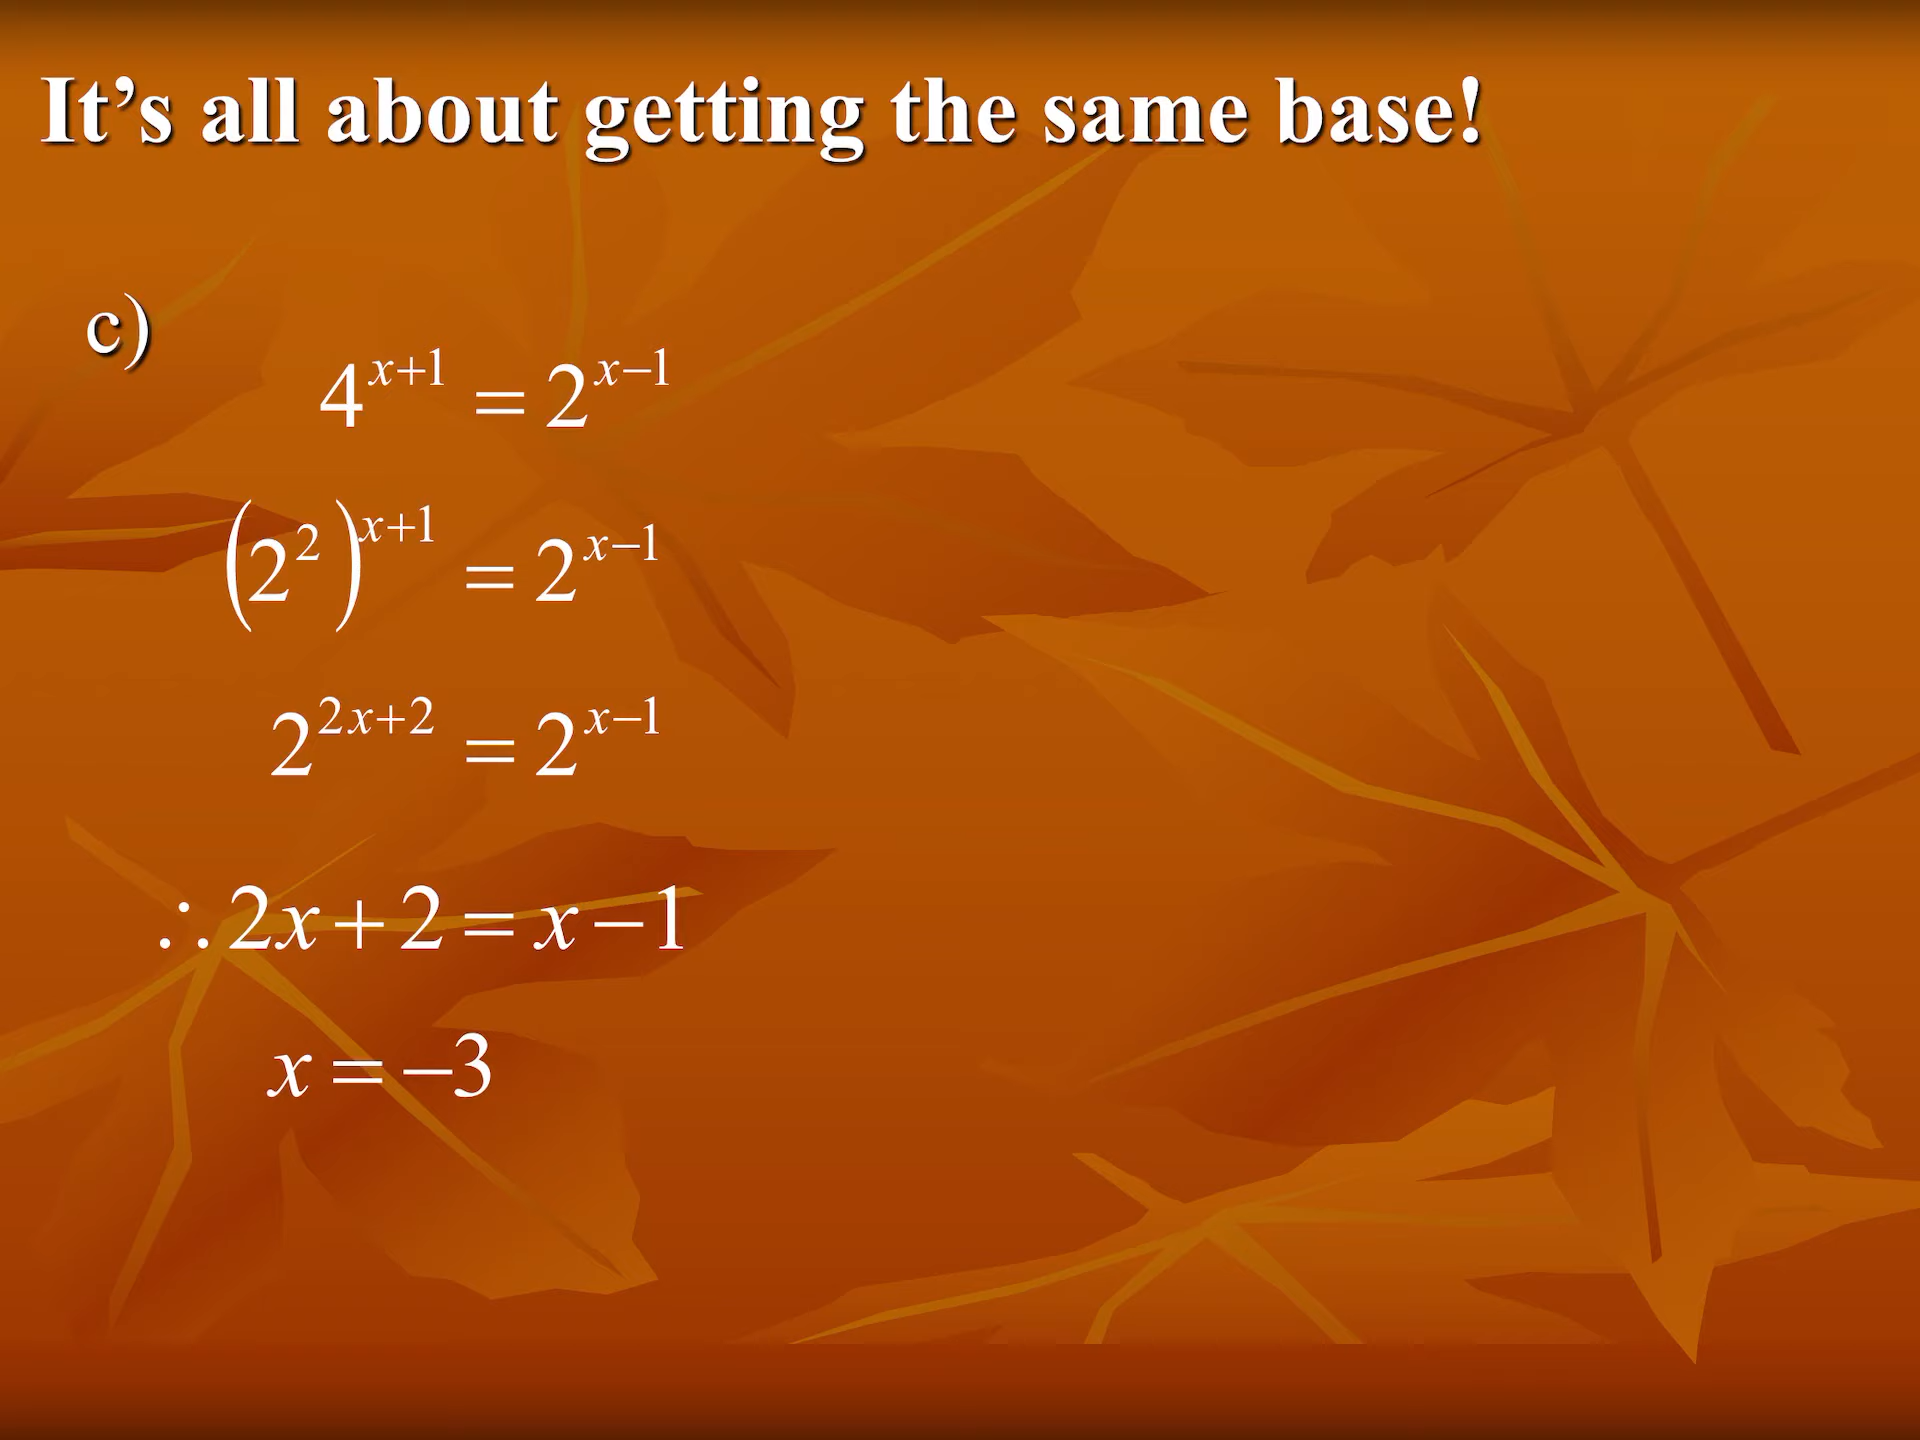 It’s all about getting the same base!
c)
4^{x+1} = 2^{x−1}
(2^2)^{x+1} = 2^{x−1}
2^{2x+2} = 2^{x−1}
∴ 2x + 2 = x − 1
x = −3